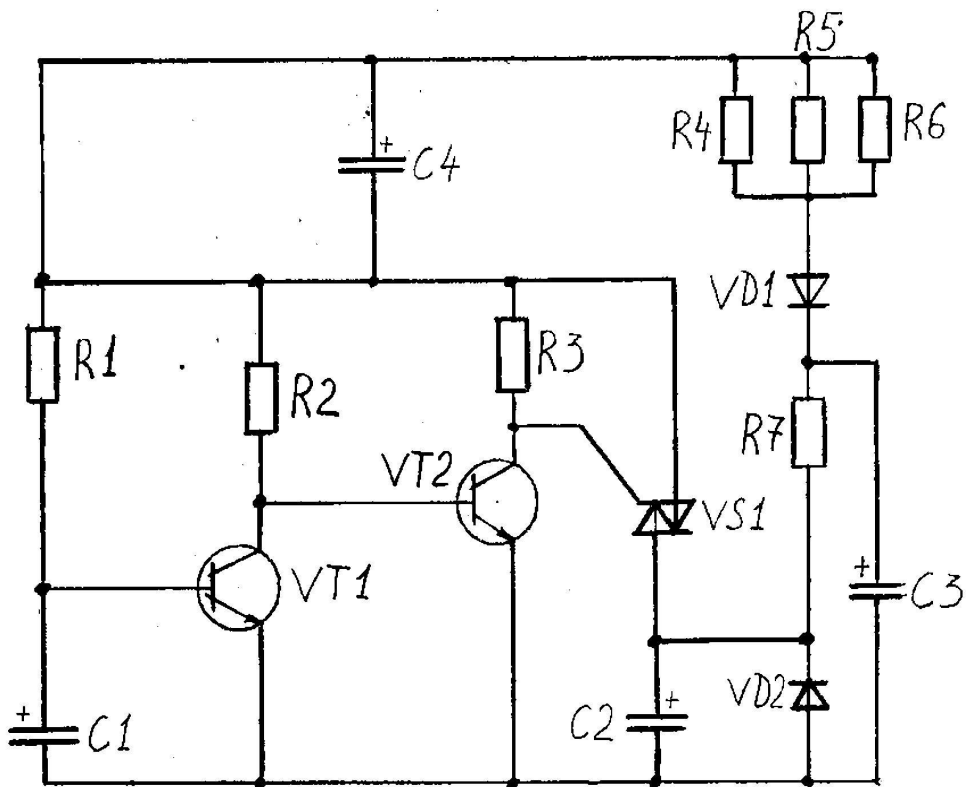 R5
R4
R6
+
C4
VD1
R1
R2
R3
R7
VT2
VS1
VT1
+
C3
+
C1
C2
+
VD2